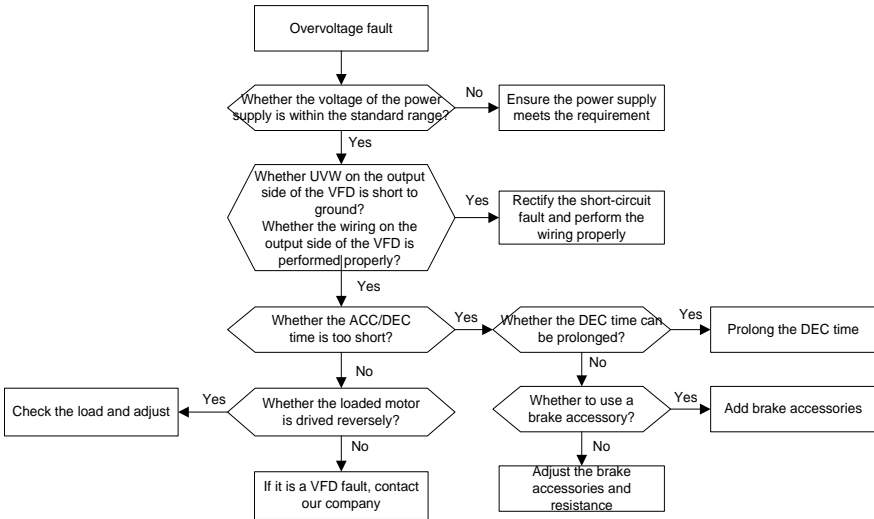 Overvoltage fault
Whether the voltage of the power
supply is within the standard range?
No
Ensure the power supply
meets the requirement
Yes
Whether UVW on the output
side of the VFD is short to
ground?
Whether the wiring on the
output side of the VFD is
performed properly?
Yes
Rectify the short-circuit
fault and perform the
wiring properly
Yes
Whether the ACC/DEC
time is too short?
Yes
Whether the DEC time can
be prolonged?
Yes
Prolong the DEC time
No
No
Check the load and adjust
Yes
Whether the loaded motor
is drived reversely?
Whether to use a
brake accessory?
Yes
Add brake accessories
No
No
If it is a VFD fault, contact
our company
Adjust the brake
accessories and
resistance